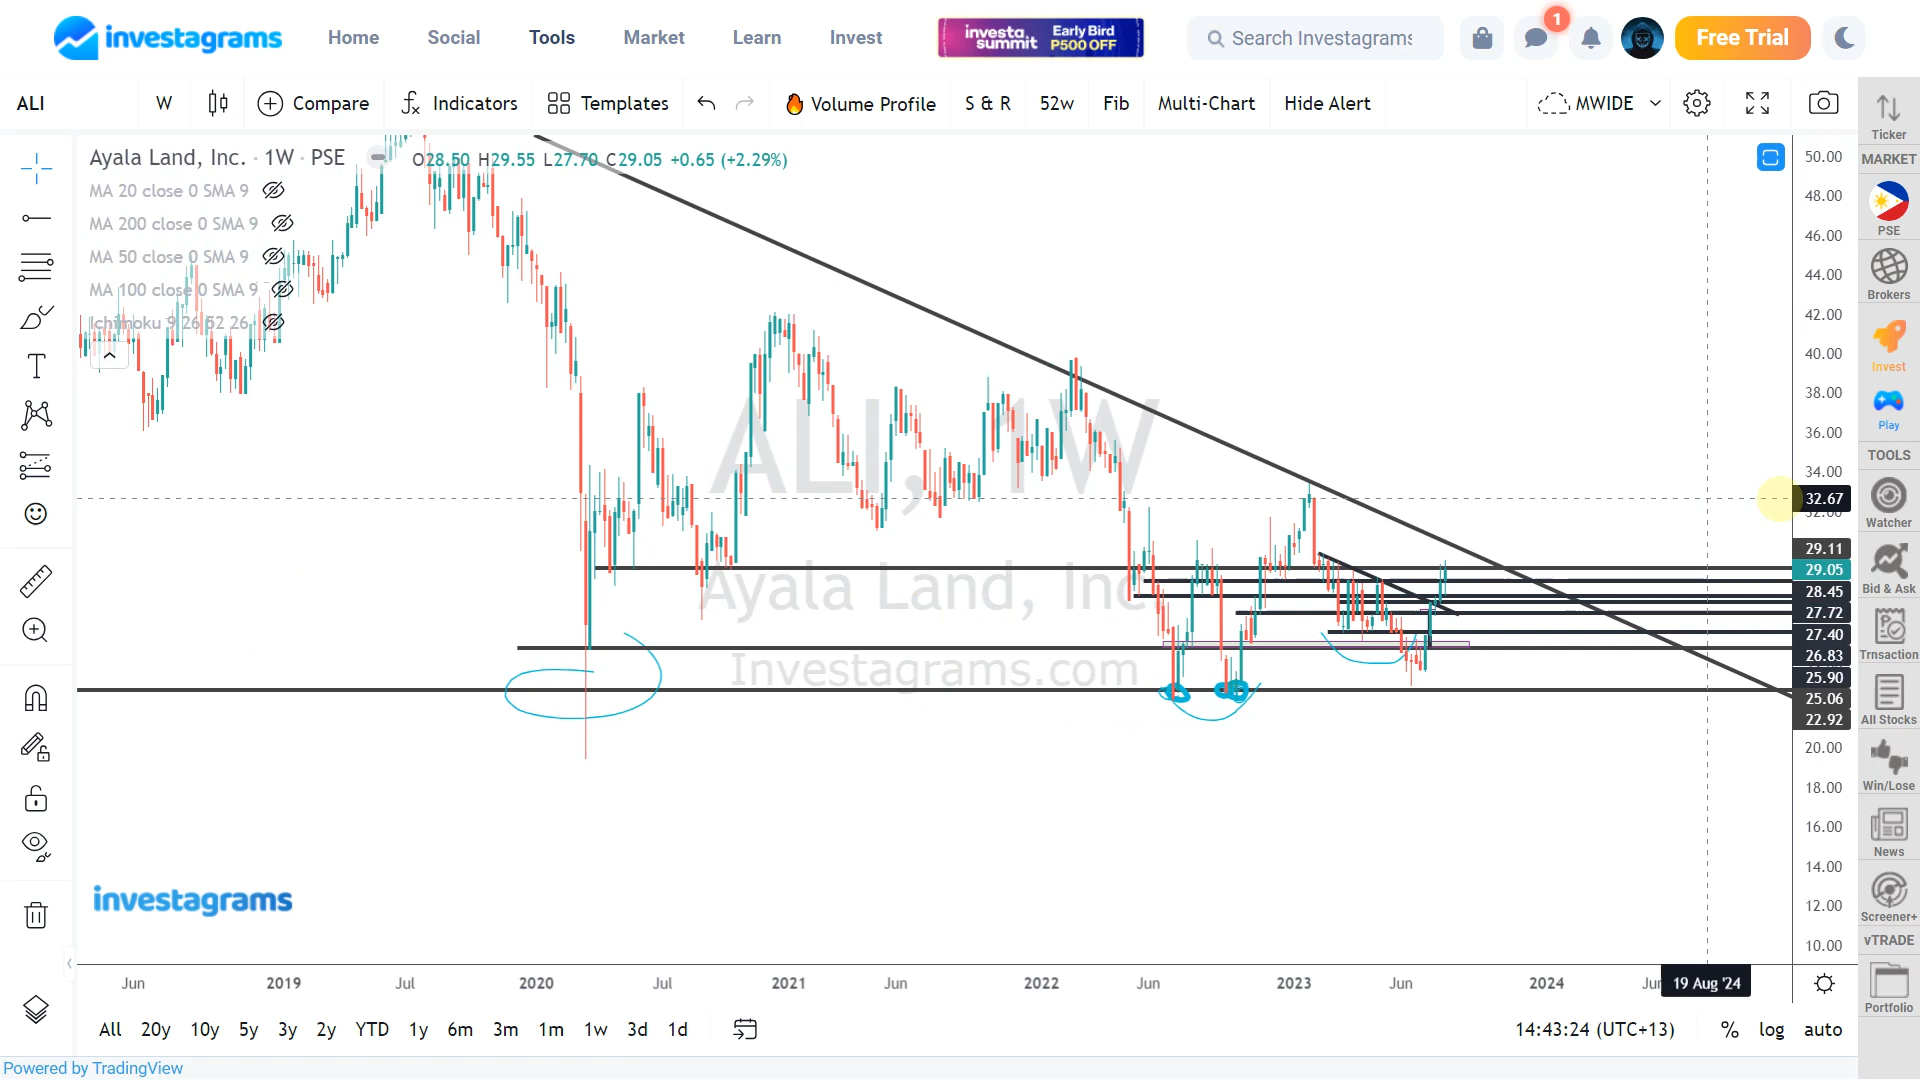 investagrams
Home
Social
Tools
Market
Learn
Invest
investa summit
Early Bird
P500 OFF
Search Investagrams
1
Free Trial
ALI
W
Compare
Indicators
Templates
Volume Profile
S & R
52w
Fib
Multi-Chart
Hide Alert
MWIDE
Ayala Land, Inc. · 1W · PSE
O28.50 H29.55 L27.70 C29.05 +0.65 (+2.29%)
MA 20 close 0 SMA 9
MA 200 close 0 SMA 9
MA 50 close 0 SMA 9
MA 100 close 0 SMA 9
Ichimoku 9 26 52 26
ALI, 1W
Ayala Land, Inc
Investagrams.com
investagrams
50.00
48.00
46.00
44.00
42.00
40.00
38.00
36.00
34.00
32.67
32.00
29.11
29.05
28.45
27.72
27.40
26.83
25.90
25.06
22.92
20.00
18.00
16.00
14.00
12.00
10.00
Jun
2019
Jul
2020
Jul
2021
Jun
2022
Jun
2023
Jun
2024
Jun
19 Aug '24
All
20y
10y
5y
3y
2y
YTD
1y
6m
3m
1m
1w
3d
1d
14:43:24 (UTC+13)
%
log
auto
Powered by TradingView
Ticker
MARKET
PSE
Brokers
Invest
Play
TOOLS
Watcher
Bid & Ask
Trnsaction
All Stocks
Win/Lose
News
Screener+
vTRADE
Portfolio